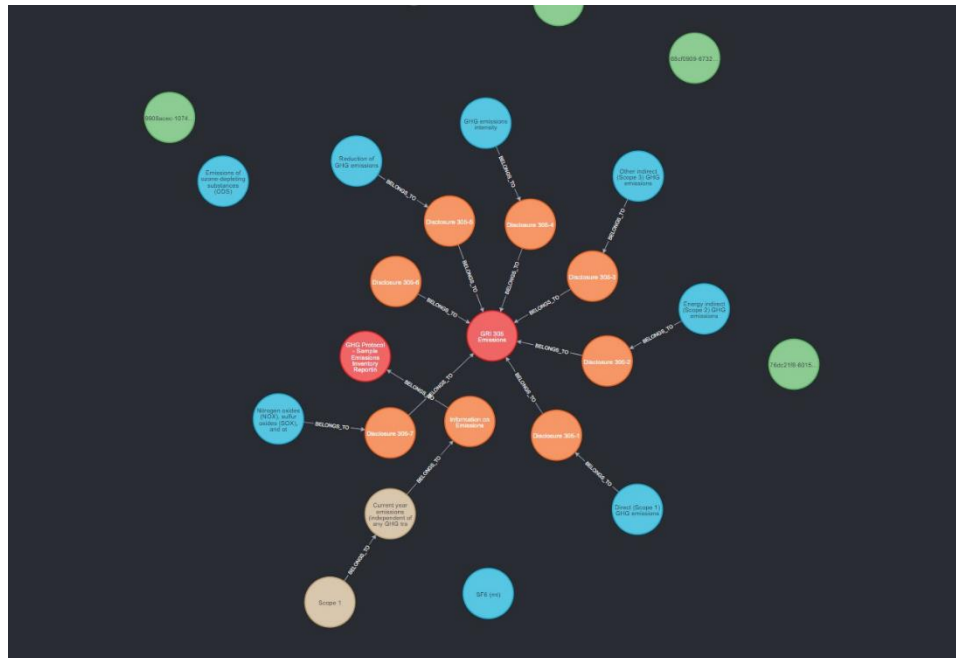 68cf0869-8732...
9908acec-1074...
GHG emissions
intensity
Reduction of
GHG emissions
Emissions of
ozone-depleting
substances
(ODS)
Other indirect
(Scope 3) GHG
emissions
BELONGS_TO
BELONGS_TO
BELONGS_TO
Disclosure 305-5
Disclosure 305-4
Disclosure 305-6
Disclosure 305-3
BELONGS_TO
BELONGS_TO
BELONGS_TO
BELONGS_TO
Energy indirect
(Scope 2) GHG
emissions
GRI 305
Emissions
BELONGS_TO
BELONGS_TO
GHG Protocol
- Sample
Emissions
Inventory
Reportin
Disclosure 305-2
BELONGS_TO
BELONGS_TO
BELONGS_TO
Nitrogen oxides
(NOX), sulfur
oxides (SOX),
and ot
BELONGS_TO
Disclosure 305-7
Information on
Emissions
Disclosure 305-1
BELONGS_TO
BELONGS_TO
Current year
emissions
(independent of
any GHG tra
Direct (Scope 1)
GHG emissions
BELONGS_TO
Scope 1